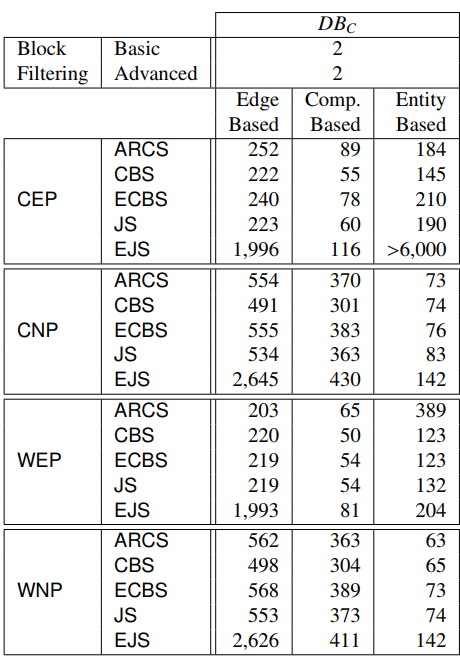 DB_C
Block Basic 2
Filtering Advanced 2
Edge Comp. Entity
Based Based Based
ARCS 252 89 184
CBS 222 55 145
CEP ECBS 240 78 210
JS 223 60 190
EJS 1,996 116 >6,000
ARCS 554 370 73
CBS 491 301 74
CNP ECBS 555 383 76
JS 534 363 83
EJS 2,645 430 142
ARCS 203 65 389
CBS 220 50 123
WEP ECBS 219 54 123
JS 219 54 132
EJS 1,993 81 204
ARCS 562 363 63
CBS 498 304 65
WNP ECBS 568 389 73
JS 553 373 74
EJS 2,626 411 142